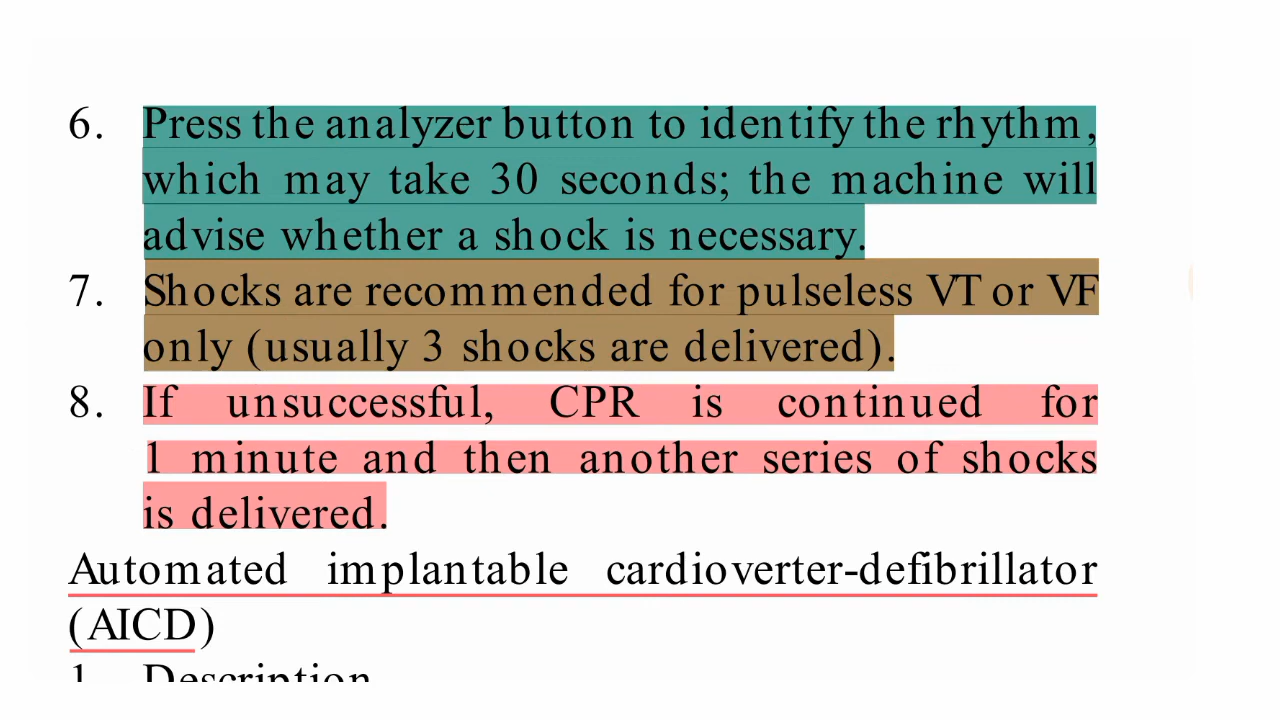 6. Press the analyzer button to identify the rhythm,
which may take 30 seconds; the machine will
advise whether a shock is necessary.
7. Shocks are recommended for pulseless VT or VF
only (usually 3 shocks are delivered).
8. If unsuccessful, CPR is continued for
1 minute and then another series of shocks
is delivered.
Automated implantable cardioverter-defibrillator
(AICD)
1. Description